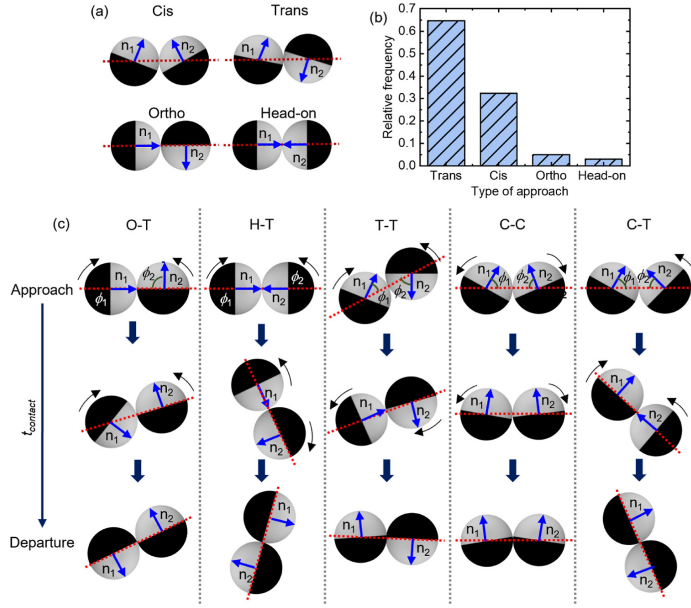 (a)
Cis
Trans
n1 n2
n1 n2
Ortho
Head-on
n1 n2
n1 n2
(b)
Relative frequency
0.7
0.6
0.5
0.4
0.3
0.2
0.1
0.0
Trans Cis Ortho Head-on
Type of approach
(c)
O-T H-T T-T C-C C-T
Approach
ϕ1 n1 ϕ2 n2
ϕ1 n1 n2 ϕ2
n1 ϕ1 ϕ2 n2
n1 ϕ1 ϕ2 n2
n1 ϕ1 ϕ2 n2
tcontact
n1 n2
n1 n2
n1 n2
n1 n2
n1 n2
Departure
n1 n2
n1 n2
n1 n2
n1 n2
n1 n2